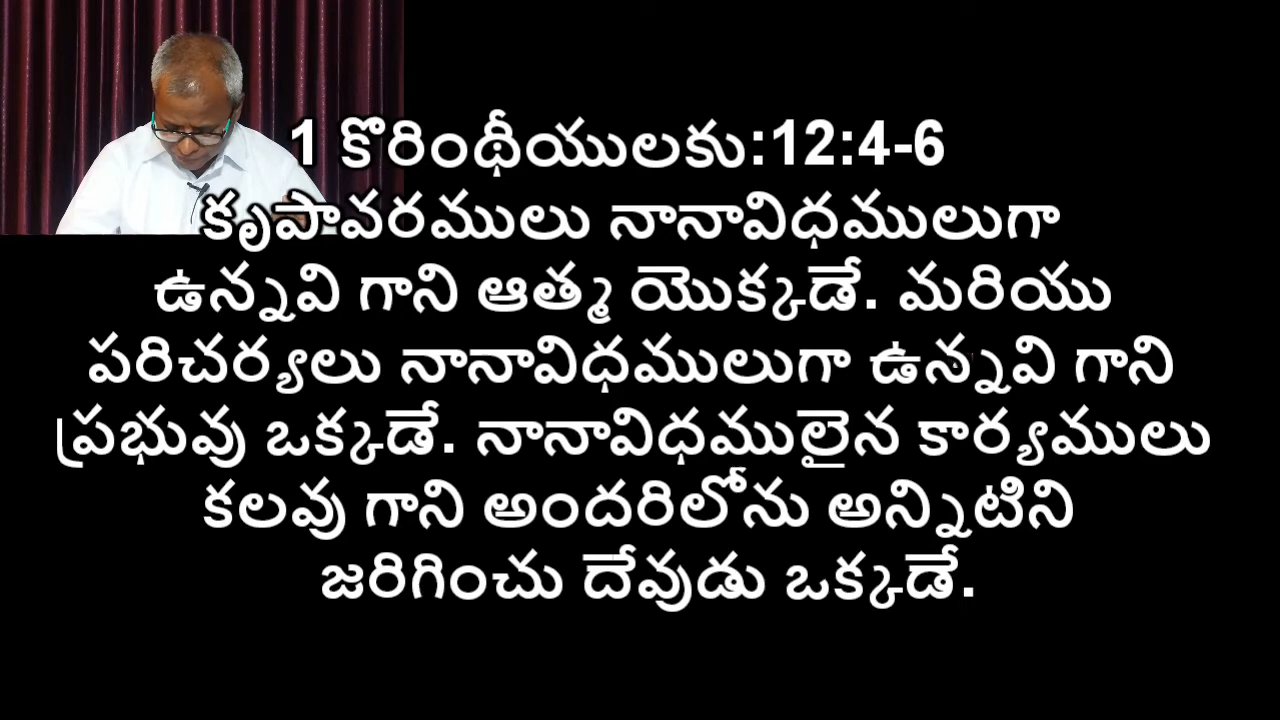 1 కొరింథీయులకు:12:4-6
కృపావరములు నానావిధములుగా
ఉన్నవి గాని ఆత్మ యొక్కడే. మరియు
పరిచర్యలు నానావిధములుగా ఉన్నవి గాని
ప్రభువు ఒక్కడే. నానావిధములైన కార్యములు
కలవు గాని అందరిలోను అన్నిటిని
జరిగించు దేవుడు ఒక్కడే.